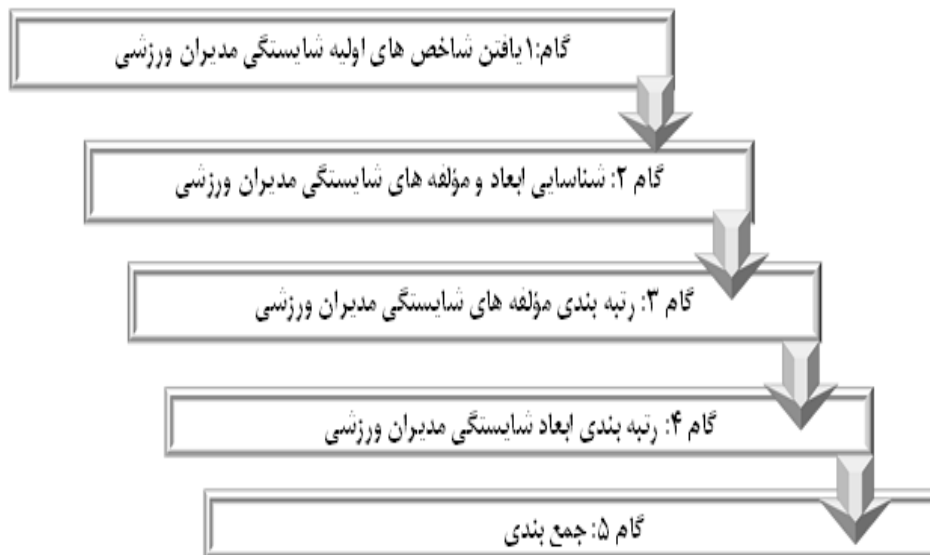 گام:۱ یافتن شاخص های اولیه شایستگی مدیران ورزشی
گام ۲: شناسایی ابعاد و مؤلفه های شایستگی مدیران ورزشی
گام ۳: رتبه بندی مؤلفه های شایستگی مدیران ورزشی
گام ۴: رتبه بندی ابعاد شایستگی مدیران ورزشی
گام ۵: جمع بندی